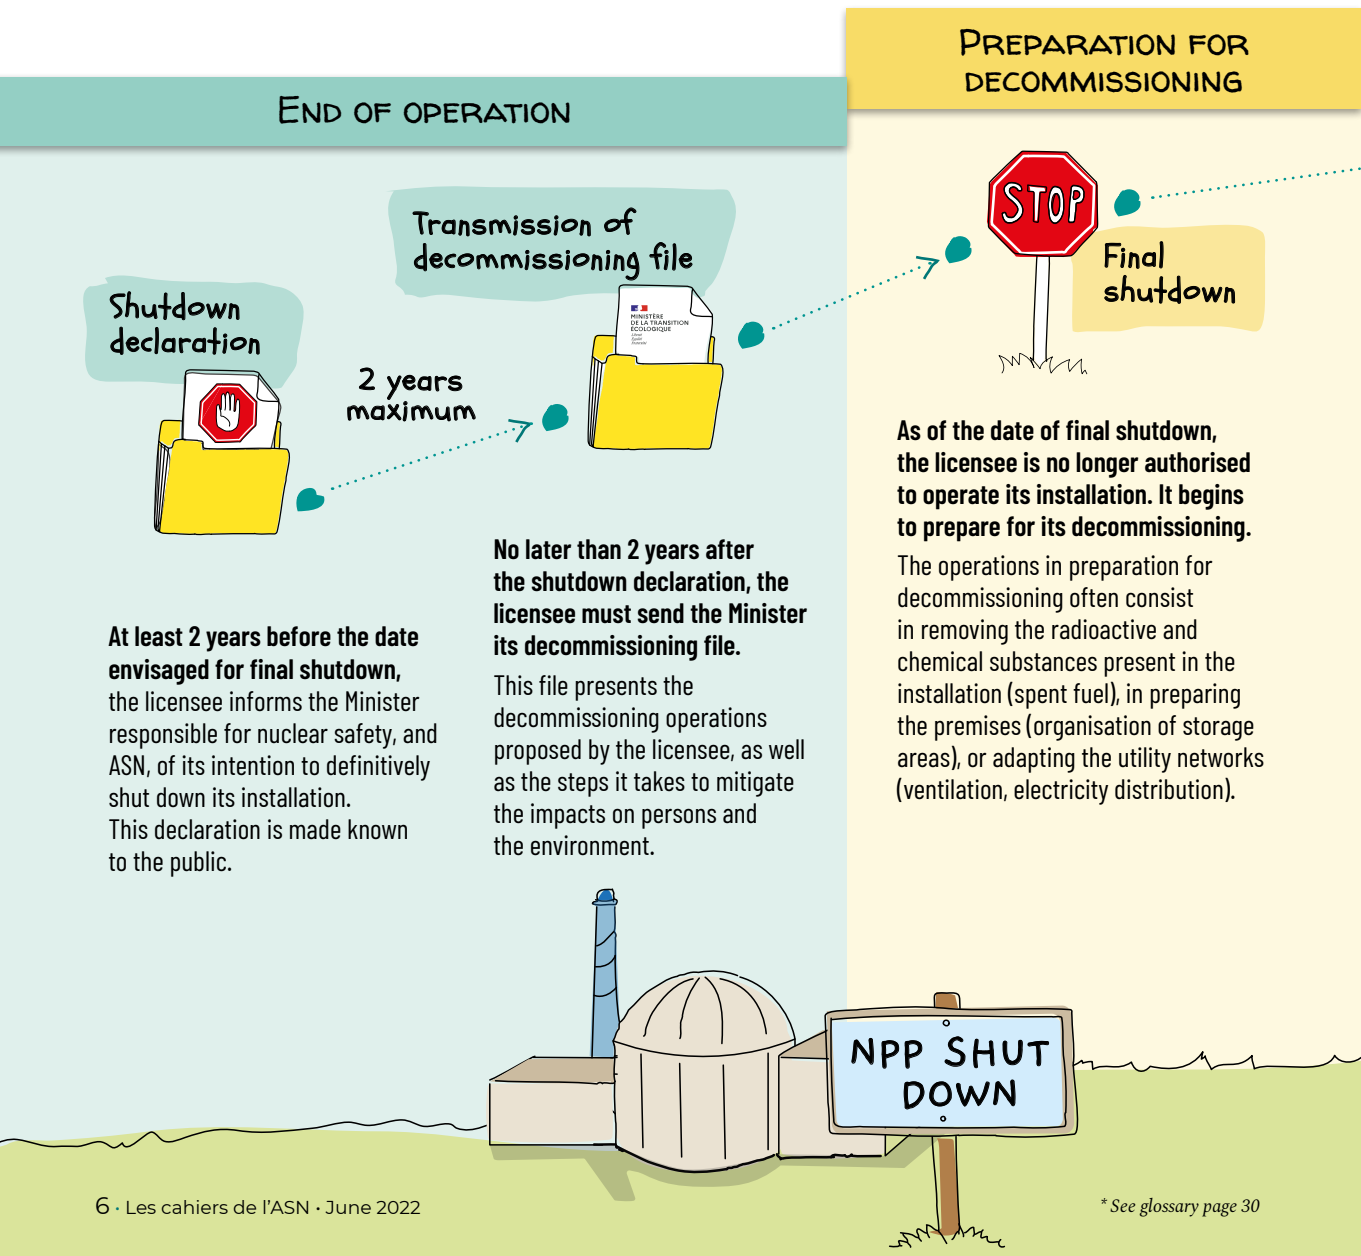 END OF OPERATION
PREPARATION FOR
DECOMMISSIONING
Shutdown
declaration
2 years
maximum
Transmission of
decommissioning file
MINISTÈRE
DE LA TRANSITION
ÉCOLOGIQUE
Liberté
Égalité
Fraternité
STOP
Final
shutdown
At least 2 years before the date
envisaged for final shutdown,
the licensee informs the Minister
responsible for nuclear safety, and
ASN, of its intention to definitively
shut down its installation.
This declaration is made known
to the public.
No later than 2 years after
the shutdown declaration, the
licensee must send the Minister
its decommissioning file.
This file presents the
decommissioning operations
proposed by the licensee, as well
as the steps it takes to mitigate
the impacts on persons and
the environment.
As of the date of final shutdown,
the licensee is no longer authorised
to operate its installation. It begins
to prepare for its decommissioning.
The operations in preparation for
decommissioning often consist
in removing the radioactive and
chemical substances present in the
installation (spent fuel), in preparing
the premises (organisation of storage
areas), or adapting the utility networks
(ventilation, electricity distribution).
NPP SHUT
DOWN
6 • Les cahiers de l'ASN • June 2022
* See glossary page 30